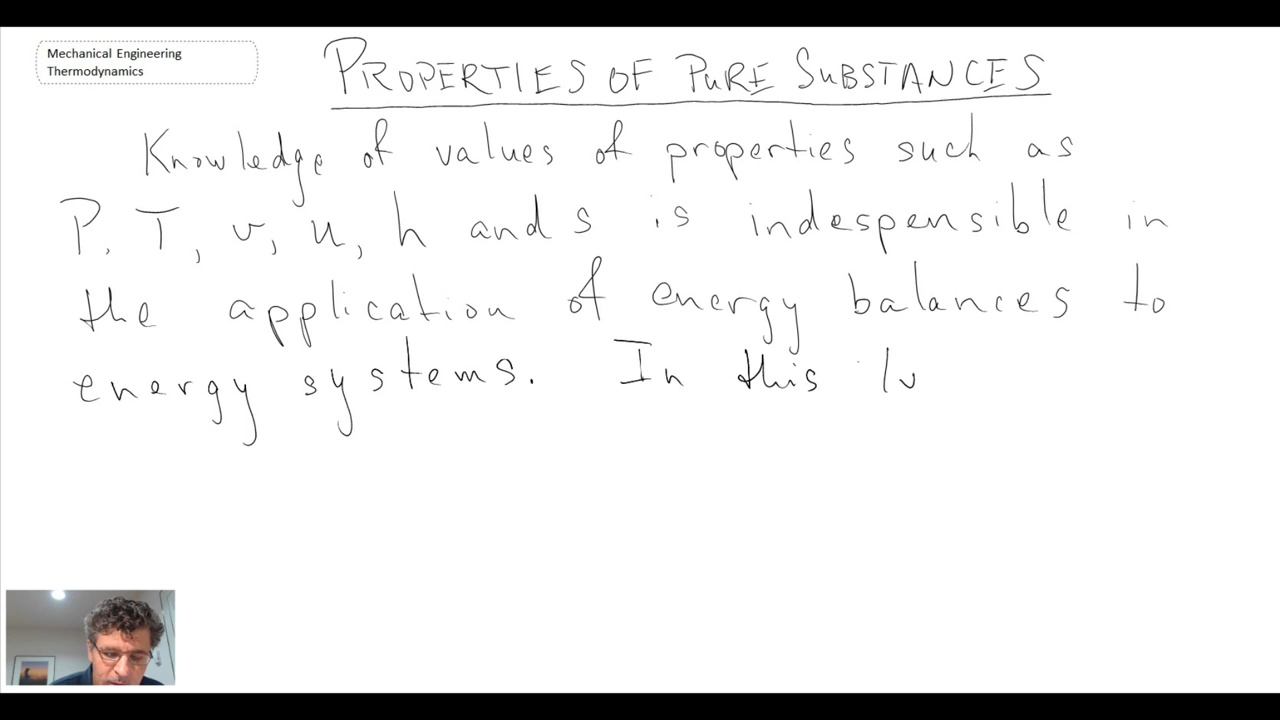 Mechanical Engineering
Thermodynamics
PROPERTIES OF PURE SUBSTANCES
Knowledge of values of properties such as
P, T, v, u, h and s is indespensible in
the application of energy balances to
energy systems. In this